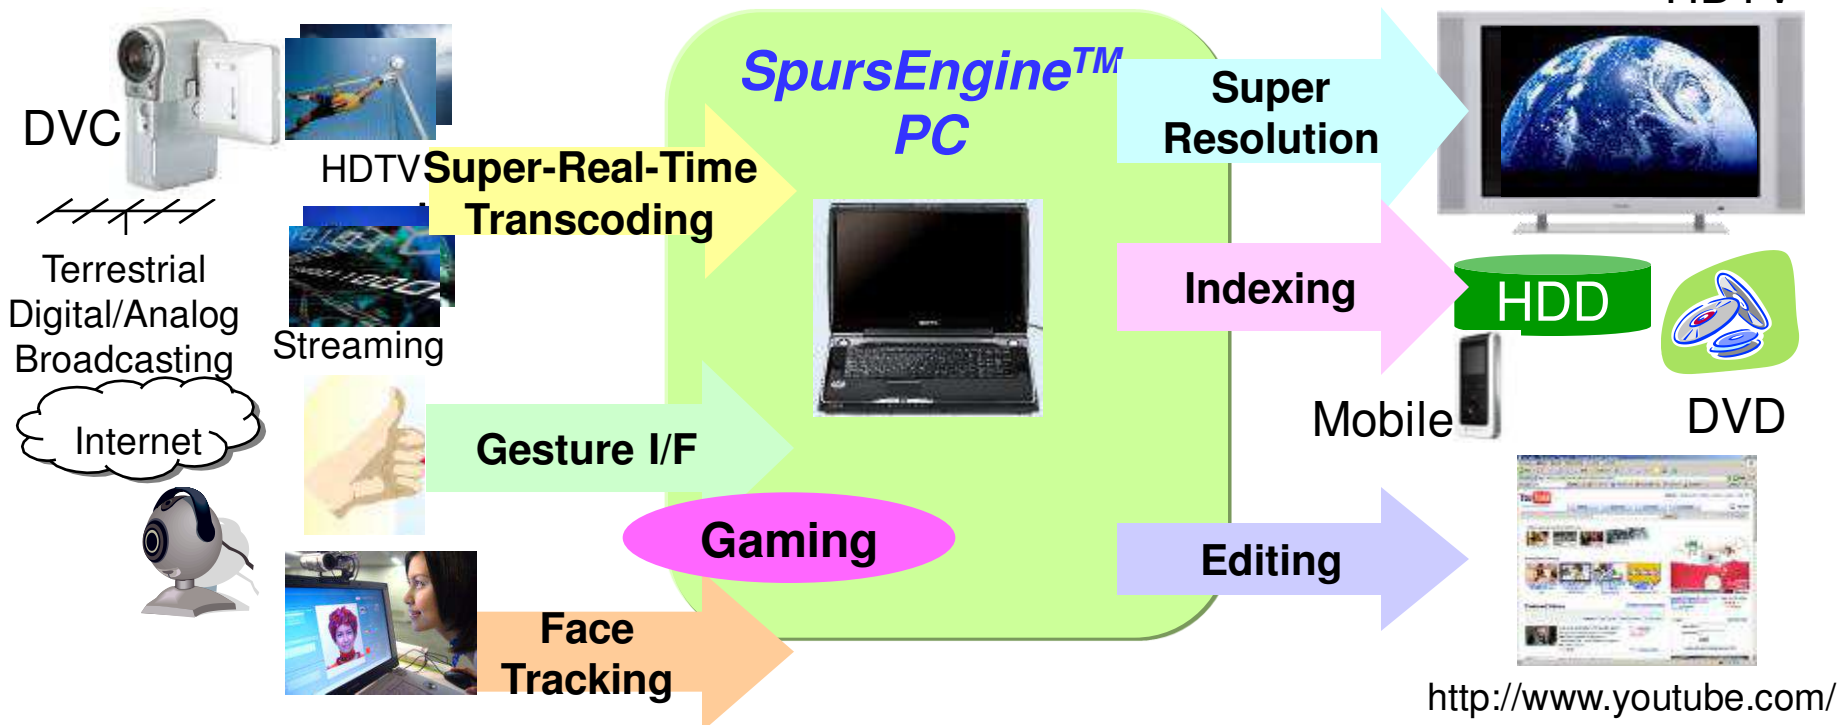 HDTV
SpursEngine™
PC
DVC
HDTV
Super-Real-Time
Transcoding
Super
Resolution
Terrestrial
Digital/Analog
Broadcasting
Streaming
Indexing
HDD
Internet
Gesture I/F
Mobile
DVD
Gaming
Editing
Face
Tracking
http://www.youtube.com/